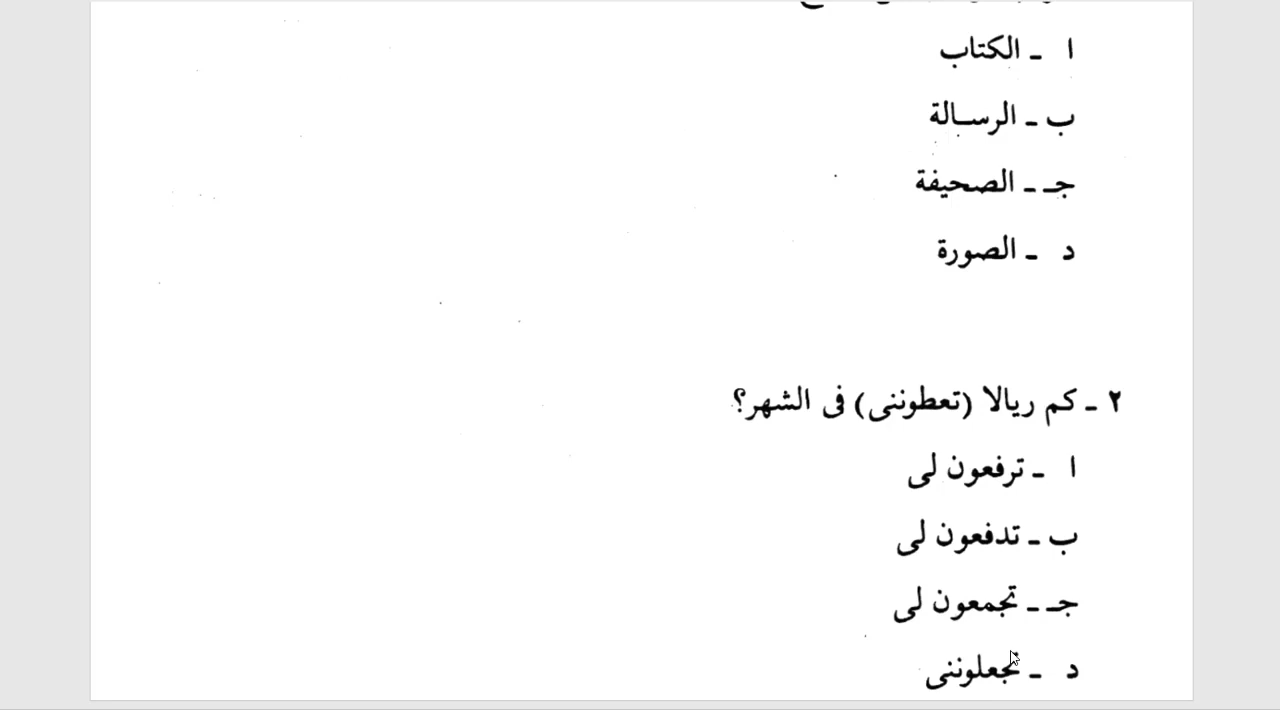 ا - الكتاب
ب - الرسالة
جـ - الصحيفة
د - الصورة
٢ - كم ريالا (تعطوننى) فى الشهر؟
ا - ترفعون لى
ب - تدفعون لى
جـ - تجمعون لى
د - تجعلوننى